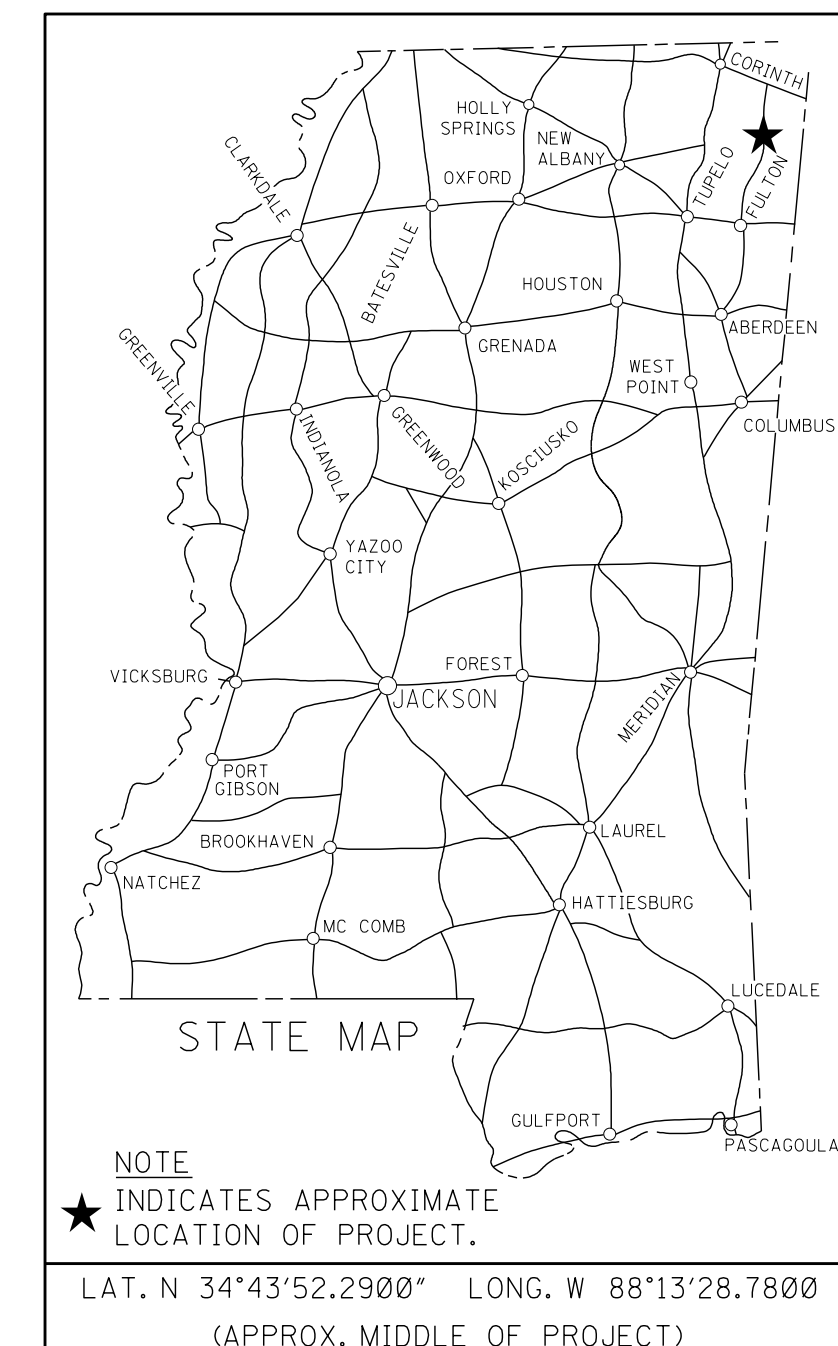 CORINTH
HOLLY
SPRINGS
NEW
ALBANY
CLARKDALE
OXFORD
TUPELO
FULTON
BATESVILLE
HOUSTON
ABERDEEN
GREENVILLE
GRENADA
WEST
POINT
COLUMBUS
INDIANOLA
GREENWOOD
KOSCIUSKO
YAZOO
CITY
VICKSBURG
FOREST
JACKSON
MERIDIAN
PORT
GIBSON
BROOKHAVEN
LAUREL
NATCHEZ
HATTIESBURG
MC COMB
LUCEDALE
STATE MAP
GULFPORT
PASCAGOULA
NOTE
INDICATES APPROXIMATE
LOCATION OF PROJECT.
LAT. N 34°43'52.2900" LONG. W 88°13'28.7800
(APPROX. MIDDLE OF PROJECT)